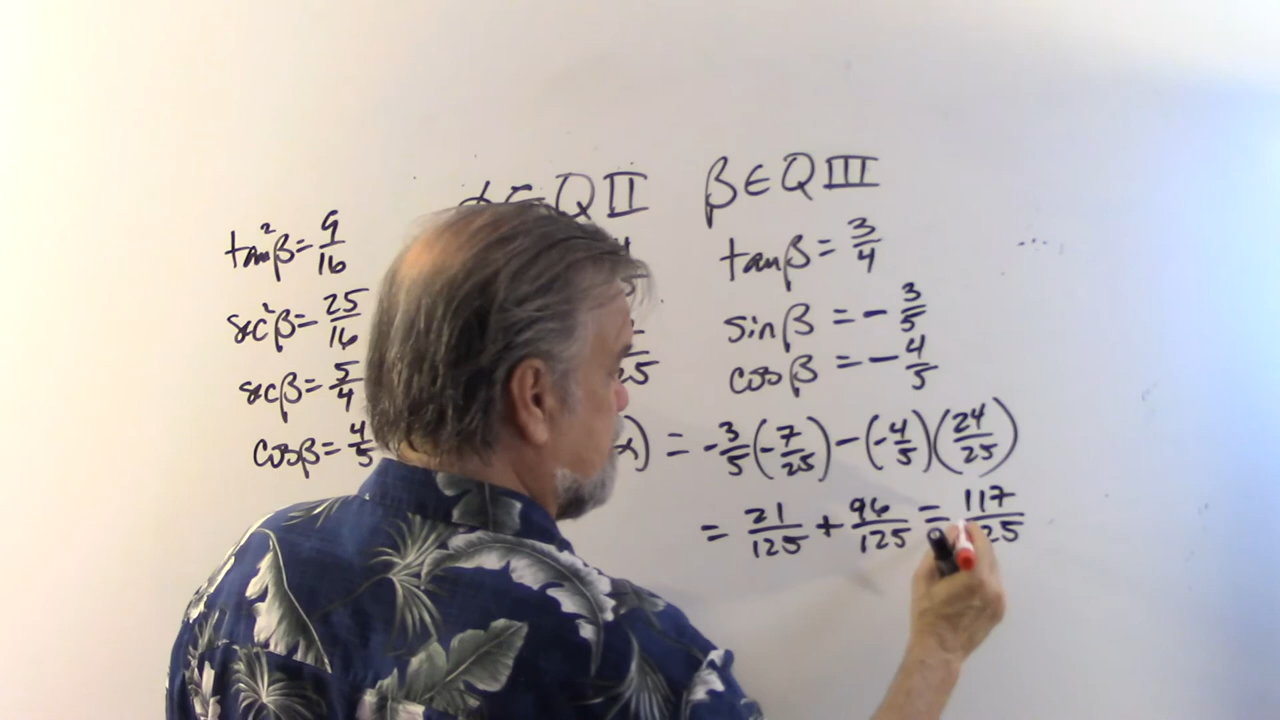 ∈ QII β ∈ QIII
tan²β = 9/16
tanβ = 3/4
sec²β = 25/16
sinβ = -3/5
secβ = 5/4
cosβ = -4/5
cosβ = 4/5
α) = -3/5(-7/25) - (-4/5)(24/25)
= 21/125 + 96/125 = 117/25